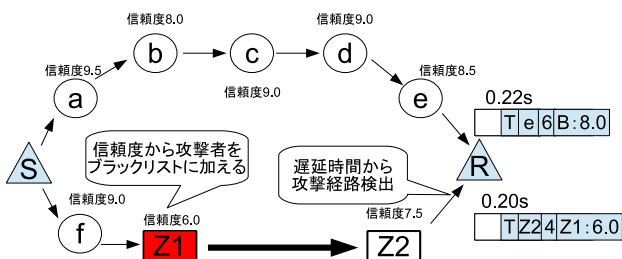 信頼度8.0
信頼度9.0
b
c
d
信頼度9.5
信頼度9.0
信頼度8.5
a
e
0.22s
T e 6 B:8.0
信頼度から攻撃者を
ブラックリストに加える
遅延時間から
攻撃経路検出
S
R
信頼度9.0
信頼度6.0
信頼度7.5
0.20s
f
Z1
Z2
T Z2 4 Z1:6.0